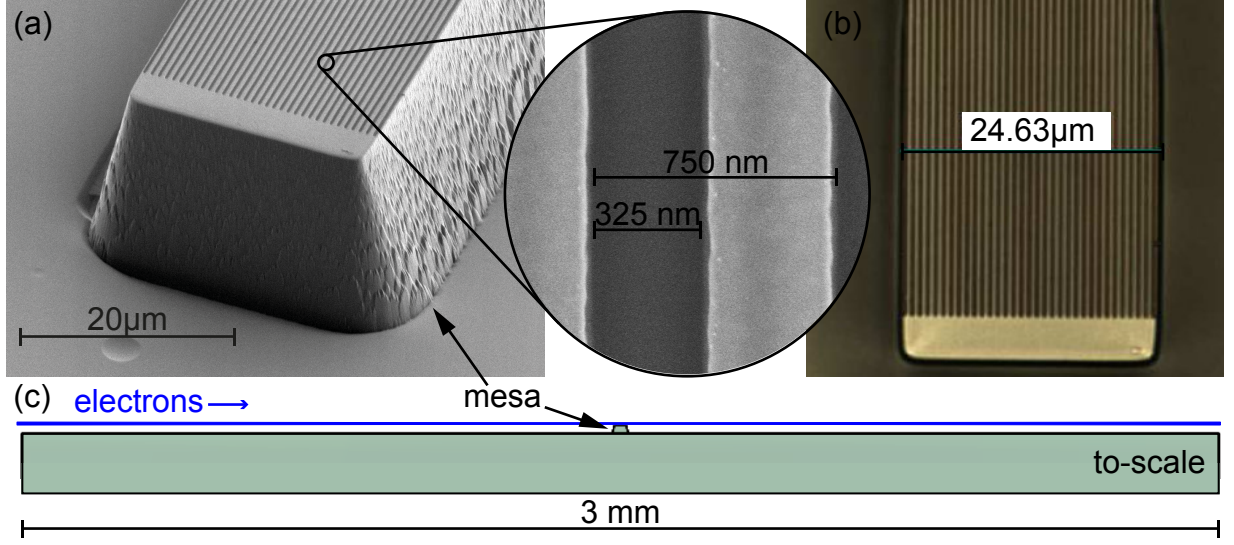 (a)
20μm
750 nm
325 nm
(b)
24.63μm
(c)
electrons
mesa
to-scale
3 mm